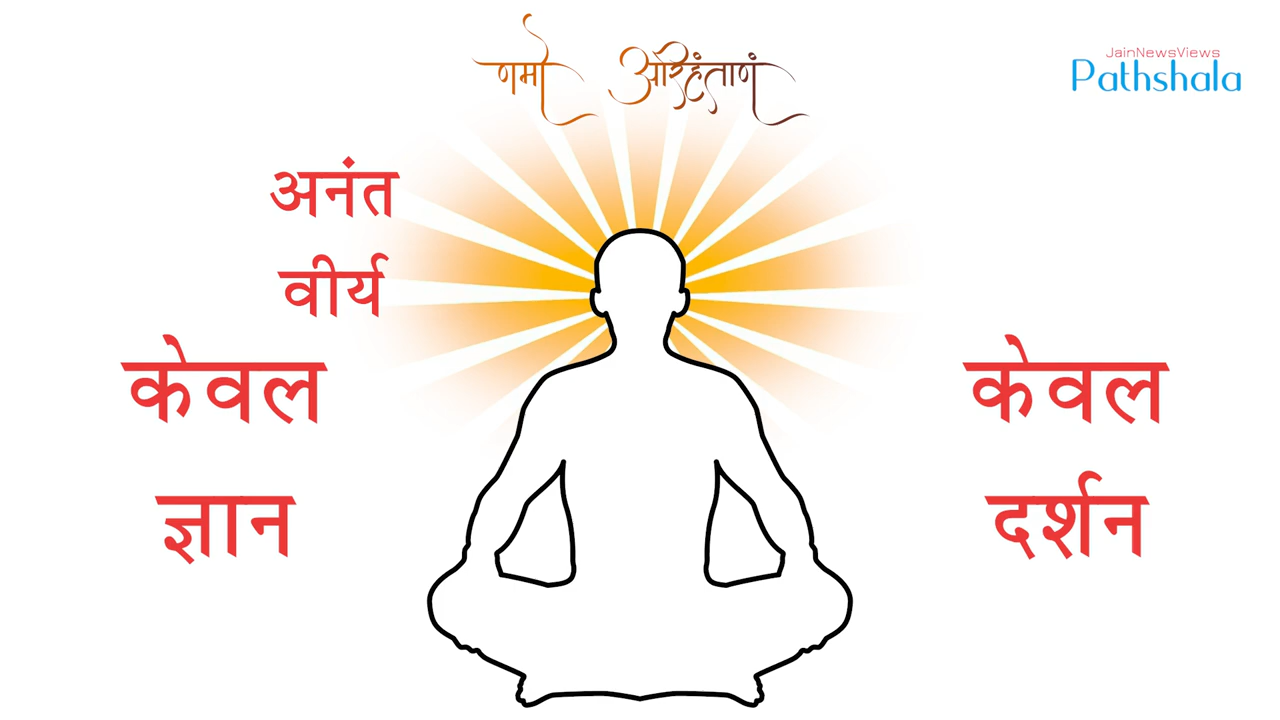 णमो अरिहंताणं
JainNewsViews
Pathshala
अनंत
वीर्य
केवल
ज्ञान
केवल
दर्शन